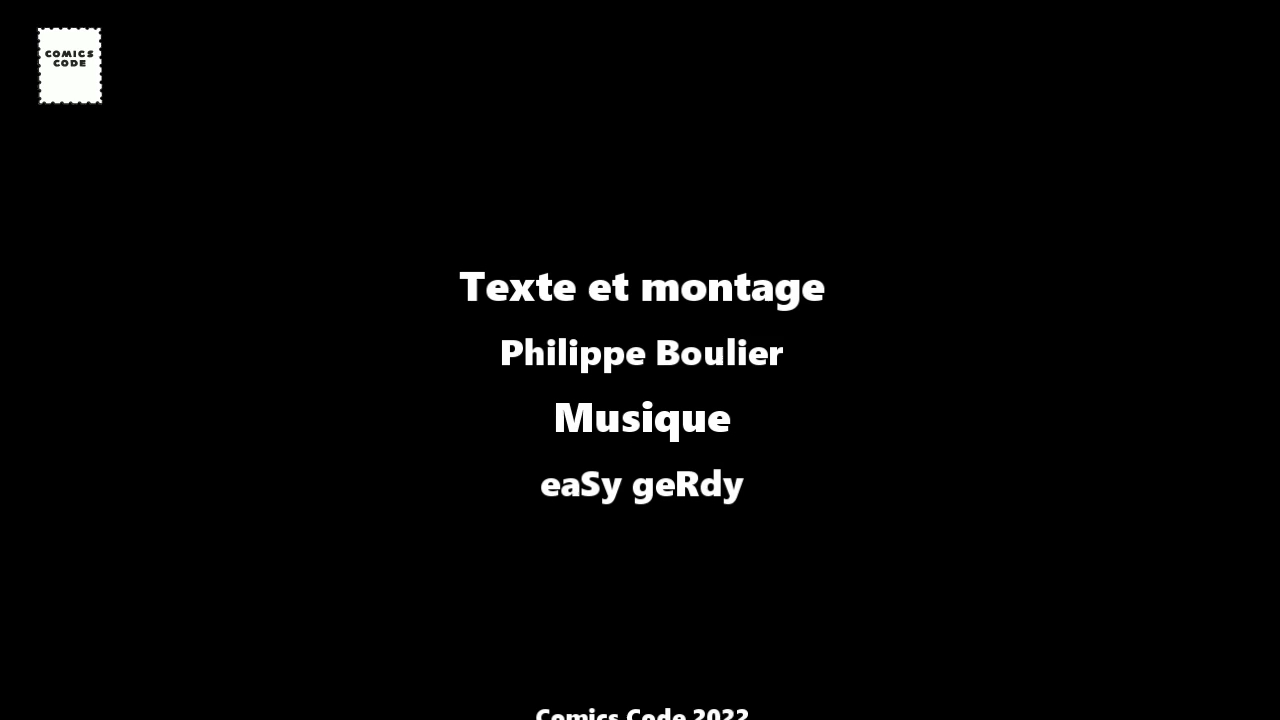 COMICS
CODE
Texte et montage
Philippe Boulier
Musique
eaSy geRdy
Comics Code 2022